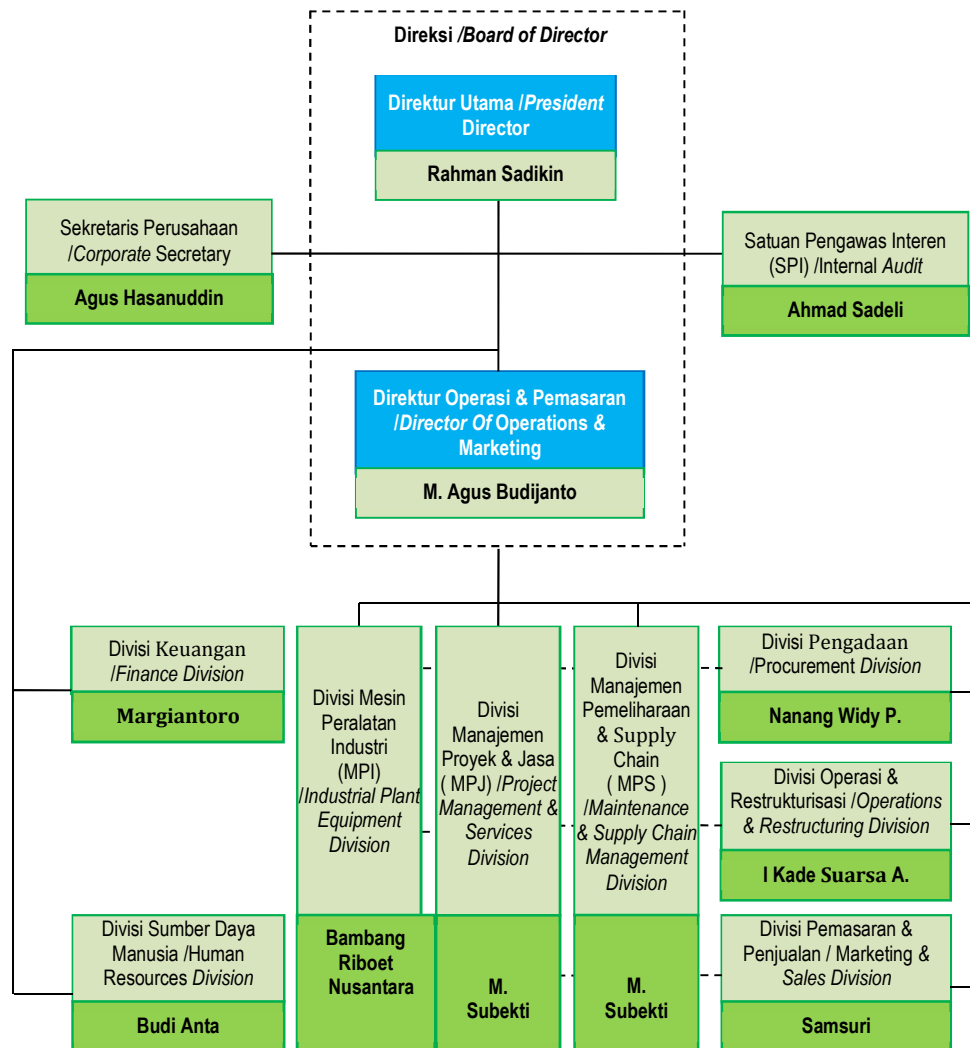 Direksi /Board of Director
Direktur Utama /President
Director
Rahman Sadikin
Sekretaris Perusahaan
/Corporate Secretary
Agus Hasanuddin
Satuan Pengawas Interen
(SPI) /Internal Audit
Ahmad Sadeli
Direktur Operasi & Pemasaran
/Director Of Operations &
Marketing
M. Agus Budijanto
Divisi Keuangan
/Finance Division
Margiantoro
Divisi Sumber Daya
Manusia /Human
Resources Division
Budi Anta
Divisi Mesin
Peralatan
Industri
(MPI)
/Industrial Plant
Equipment
Division
Bambang
Riboet
Nusantara
Divisi
Manajemen
Proyek & Jasa
( MPJ) /Project
Management &
Services
Division
M.
Subekti
Divisi
Manajemen
Pemeliharaan
& Supply
Chain
( MPS )
/Maintenance
& Supply Chain
Management
Division
M.
Subekti
Divisi Pengadaan
/Procurement Division
Nanang Widy P.
Divisi Operasi &
Restrukturisasi /Operations
& Restructuring Division
I Kade Suarsa A.
Divisi Pemasaran &
Penjualan / Marketing &
Sales Division
Samsuri